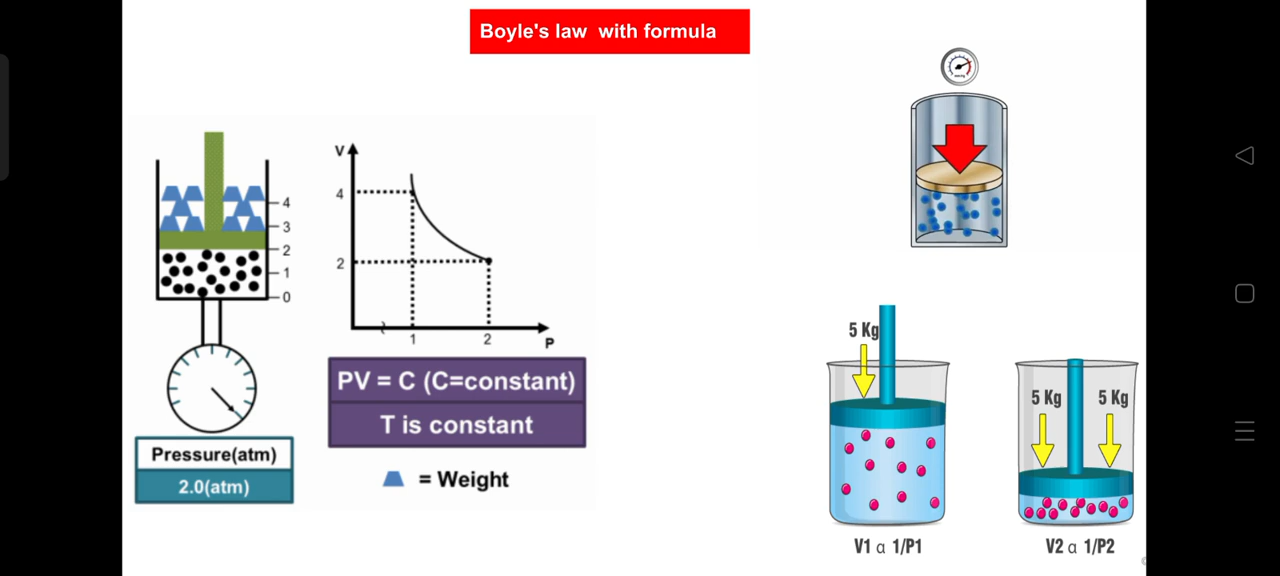 Boyle's law with formula
V
4
2
1
2
P
4
3
2
1
0
PV = C (C=constant)
T is constant
Pressure(atm)
2.0(atm)
= Weight
5 Kg
5 Kg
5 Kg
V1 α 1/P1
V2 α 1/P2